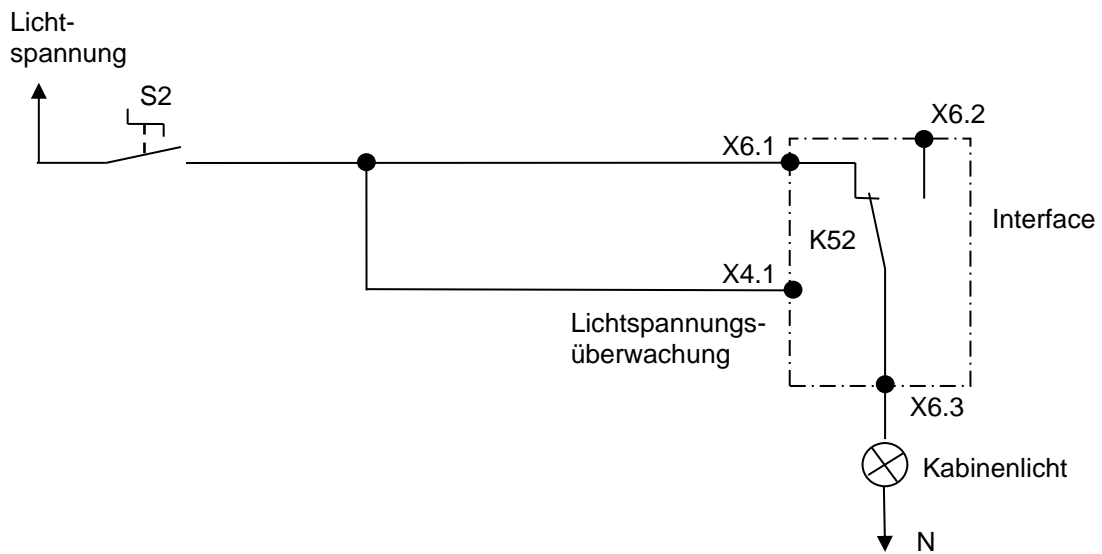 Licht-
spannung
S2
X6.2
X6.1
Interface
K52
X4.1
Lichtspannungs-
überwachung
X6.3
Kabinenlicht
N